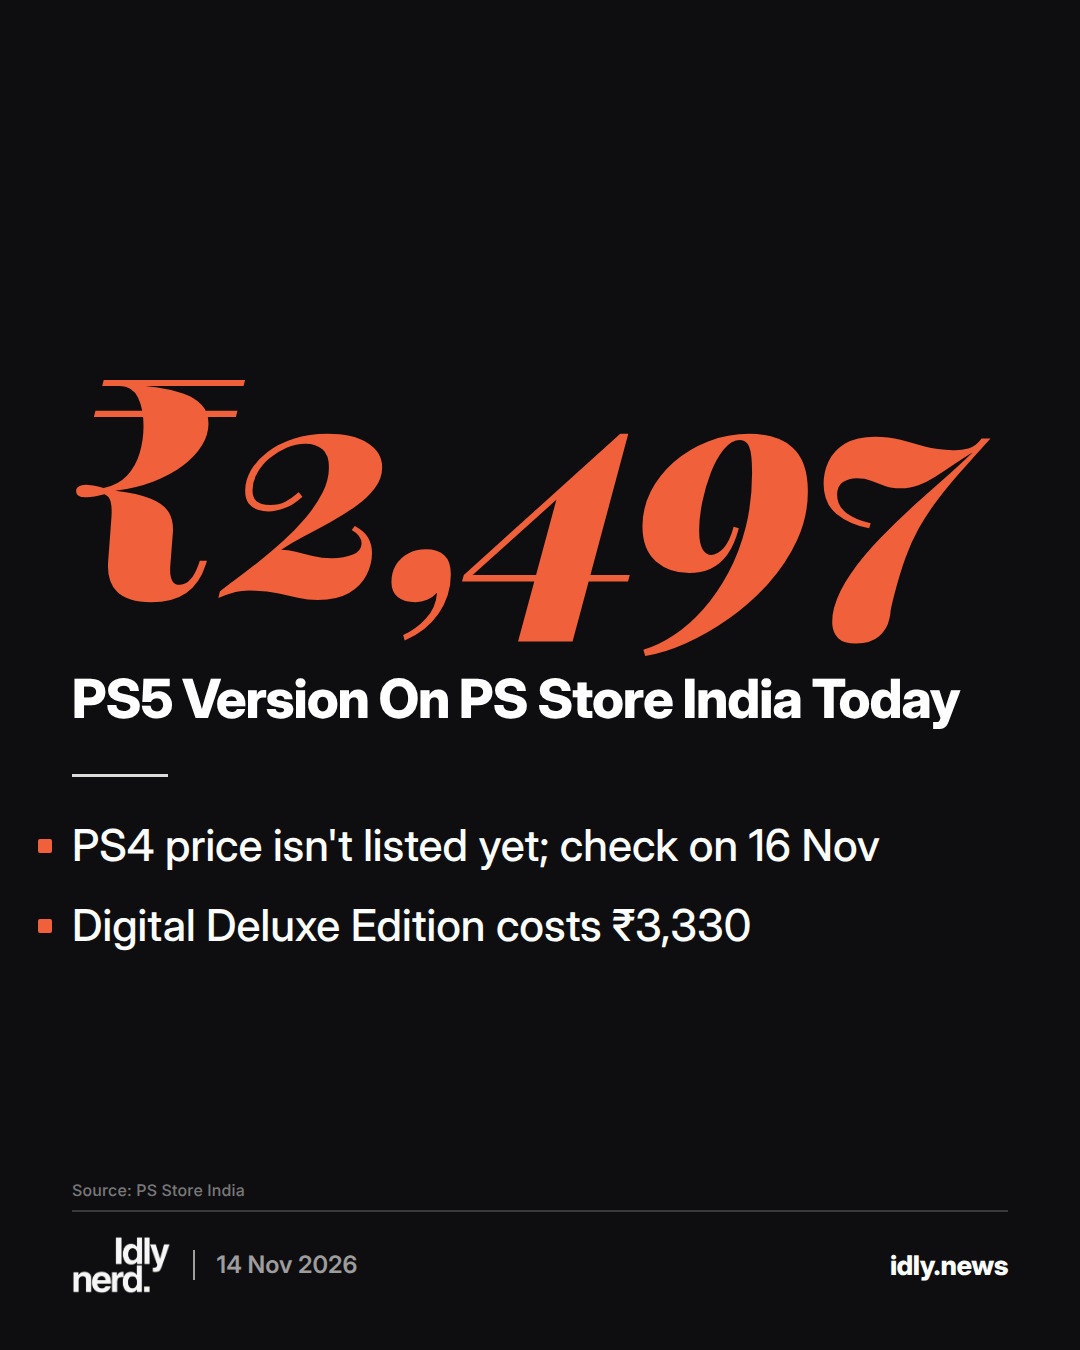 ₹2,497
PS5 Version On PS Store India Today
PS4 price isn't listed yet; check on 16 Nov
Digital Deluxe Edition costs ₹3,330
Source: PS Store India
Idly
nerd.
14 Nov 2026
idly.news